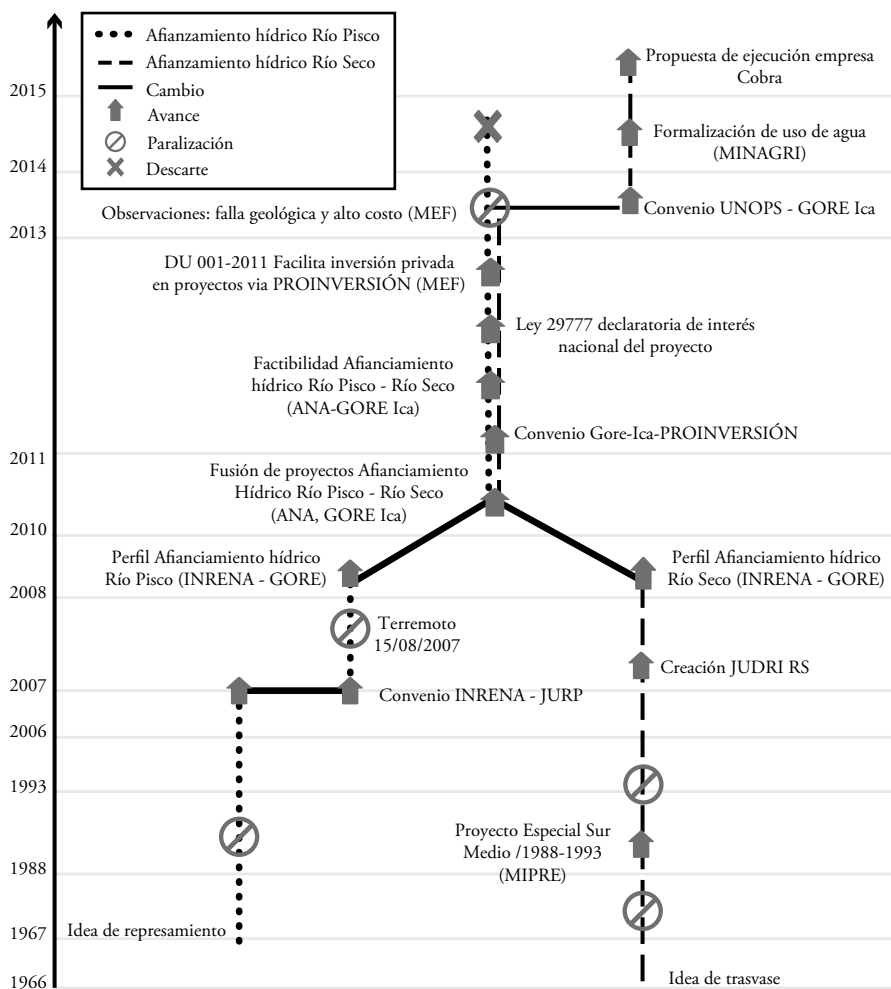 Afianzamiento hídrico Río Pisco
Afianzamiento hídrico Río Seco
Cambio
Avance
Paralización
Descarte
Propuesta de ejecución empresa
Cobra
2015
Formalización de uso de agua
(MINAGRI)
2014
Observaciones: falla geológica y alto costo (MEF)
Convenio UNOPS - GORE Ica
2013
DU 001-2011 Facilita inversión privada
en proyectos via PROINVERSIÓN (MEF)
Ley 29777 declaratoria de interés
nacional del proyecto
Factibilidad Afianciamiento
hídrico Río Pisco - Río Seco
(ANA-GORE Ica)
Convenio Gore-Ica-PROINVERSIÓN
2011
Fusión de proyectos Afianciamiento
Hídrico Río Pisco - Río Seco
(ANA, GORE Ica)
2010
Perfil Afianciamiento hídrico
Río Pisco (INRENA - GORE)
Perfil Afianciamiento hídrico
Río Seco (INRENA - GORE)
2008
Terremoto
15/08/2007
Creación JUDRI RS
2007
Convenio INRENA - JURP
2006
1993
Proyecto Especial Sur
Medio /1988-1993
(MIPRE)
1988
Idea de represamiento
1967
Idea de trasvase
1966